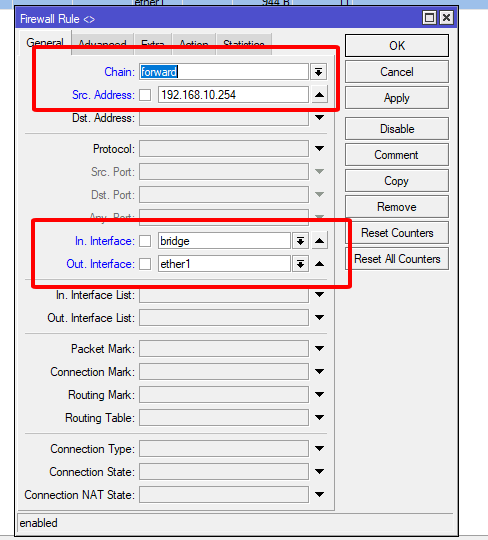 ether1 944 B 11
Firewall Rule <>
General Advanced Extra Action Statistics
OK
Chain: forward
Cancel
Src. Address: 192.168.10.254
Apply
Dst. Address:
Disable
Protocol:
Comment
Src. Port:
Copy
Dst. Port:
Remove
Any. Port:
Reset Counters
In. Interface: bridge
Out. Interface: ether1
Reset All Counters
In. Interface List:
Out. Interface List:
Packet Mark:
Connection Mark:
Routing Mark:
Routing Table:
Connection Type:
Connection State:
Connection NAT State:
enabled